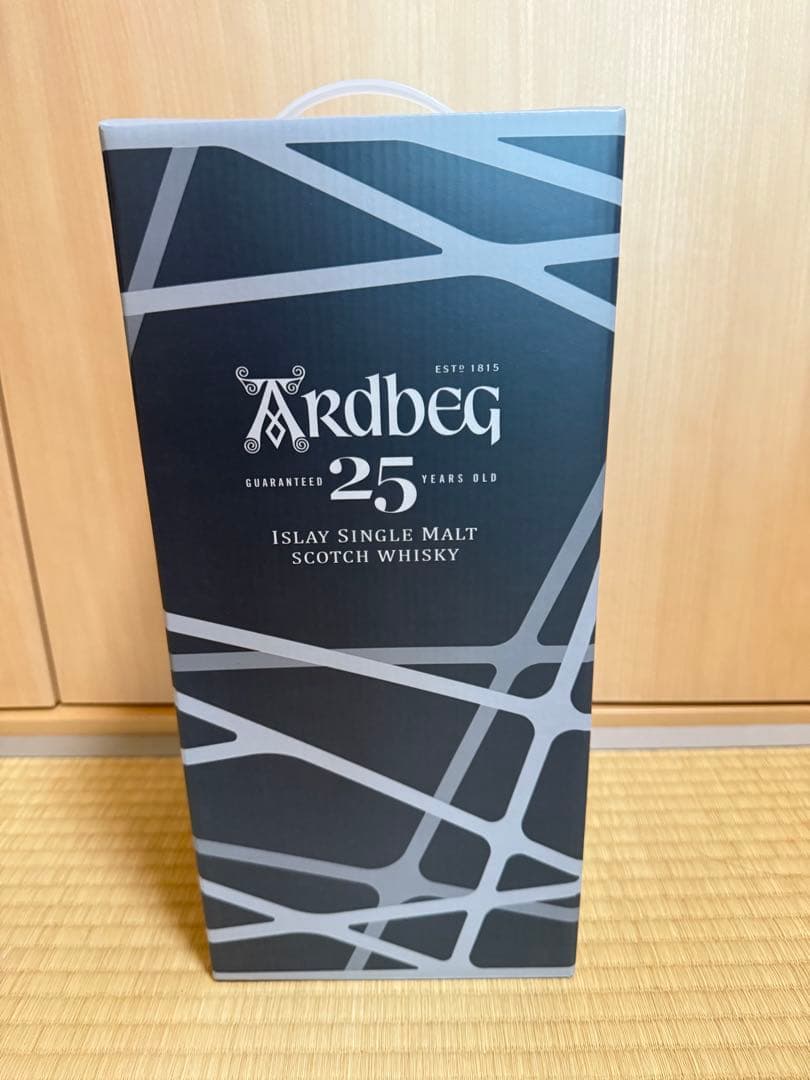 ESTD 1815
ARDBEG
GUARANTEED 25 YEARS OLD
ISLAY SINGLE MALT
SCOTCH WHISKY